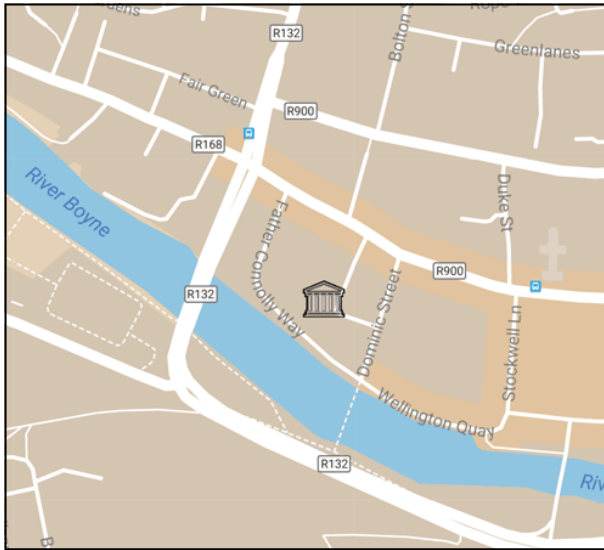 R132
Bolton
Greenlanes
Fair Green
R900
R168
River Boyne
Duke St
Father Connolly Way
R900
R132
Dominic Street
Stockwell Ln
Wellington Quay
R132
Riv
B